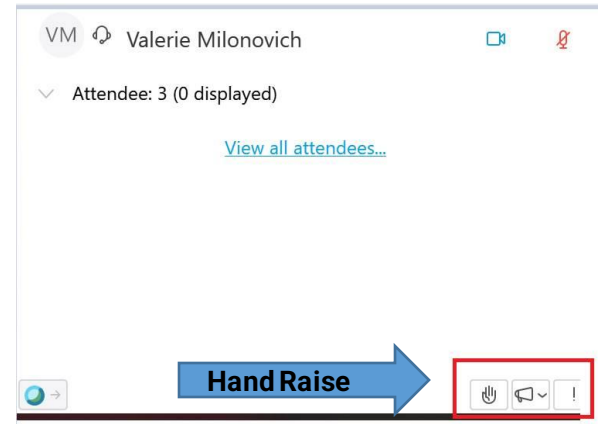 VM Valerie Milonovich
Attendee: 3 (0 displayed)
View all attendees...
Hand Raise
!